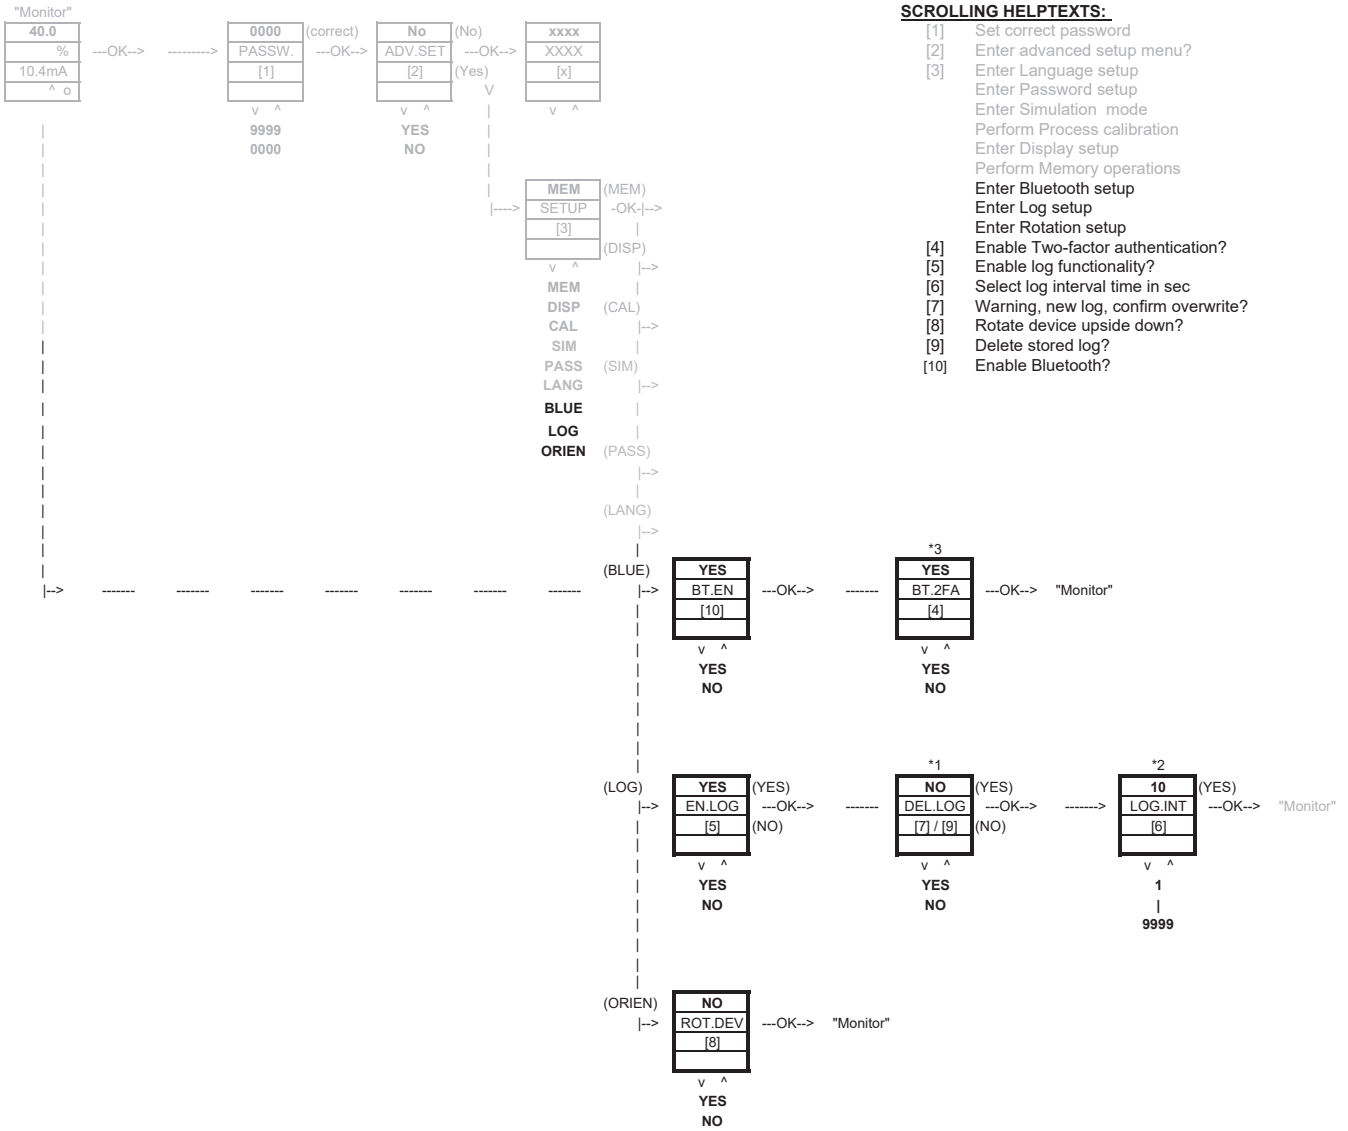 "Monitor"
40.0
%
10.4mA
^ o
---OK-->
--------->
0000 (correct)
PASSW. ---OK-->
[1]
v ^
9999
0000
No (No)
ADV.SET ---OK-->
[2] (Yes)
V
v ^
YES
NO
xxxx
XXXX
[x]
v ^
|---->
MEM (MEM)
SETUP -OK-|-->
[3]
(DISP)
v ^ |-->
MEM
DISP (CAL)
CAL |-->
SIM
PASS (SIM)
LANG |-->
BLUE
LOG
ORIEN (PASS)
|-->
(LANG)
|-->
SCROLLING HELPTEXTS:
[1] Set correct password
[2] Enter advanced setup menu?
[3] Enter Language setup
Enter Password setup
Enter Simulation mode
Perform Process calibration
Enter Display setup
Perform Memory operations
Enter Bluetooth setup
Enter Log setup
Enter Rotation setup
[4] Enable Two-factor authentication?
[5] Enable log functionality?
[6] Select log interval time in sec
[7] Warning, new log, confirm overwrite?
[8] Rotate device upside down?
[9] Delete stored log?
[10] Enable Bluetooth?
*3
(BLUE) YES YES
|--> ------- ------- ------- ------- ------- ------- ------- |--> BT.EN ---OK--> ------- BT.2FA ---OK--> "Monitor"
[10] [4]
v ^ v ^
YES YES
NO NO
*1 *2
(LOG) YES (YES) NO (YES) 10 (YES)
|--> EN.LOG ---OK--> ------- DEL.LOG ---OK--> -------> LOG.INT ---OK--> "Monitor"
[5] (NO) [7] / [9] (NO) [6]
v ^ v ^ v ^
YES YES 1
NO NO |
9999
(ORIEN) NO
|--> ROT.DEV ---OK--> "Monitor"
[8]
v ^
YES
NO